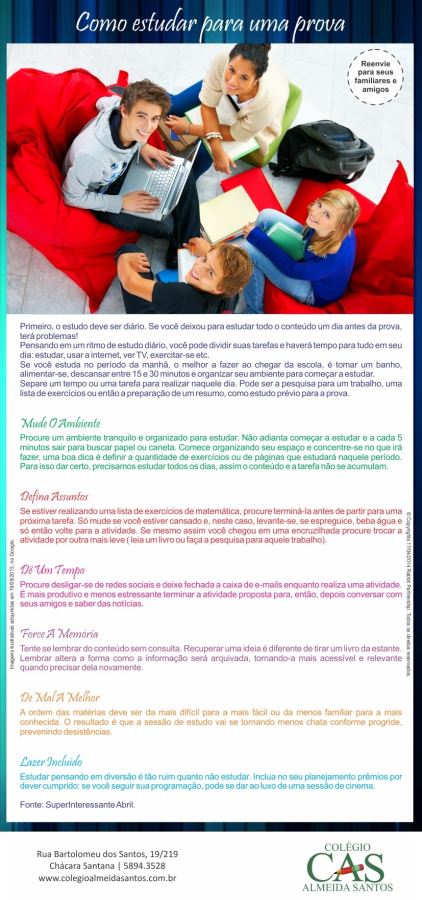 Como estudar para uma prova
Reenvie
para seus
familiares e
amigos
Primeiro, o estudo deve ser diário. Se você deixou para estudar todo o conteúdo um dia antes da prova,
terá problemas!
Pensando em um ritmo de estudo diário, você pode dividir suas tarefas e haverá tempo para tudo em seu
dia: estudar, usar a internet, ver TV, exercitar-se etc.
Se você estuda no período da manhã, o melhor a fazer ao chegar da escola, é tomar um banho,
alimentar-se, descansar entre 15 e 30 minutos e organizar seu ambiente para começar a estudar.
Separe um tempo ou uma tarefa para realizar naquele dia. Pode ser a pesquisa para um trabalho, uma
lista de exercícios ou então a preparação de um resumo, como estudo prévio para a prova.
Mude O Ambiente
Procure um ambiente tranquilo e organizado para estudar. Não adianta começar a estudar e a cada 5
minutos sair para buscar papel ou caneta. Comece organizando seu espaço e concentre-se no que irá
fazer, uma boa dica é definir a quantidade de exercícios ou de páginas que estudará naquele período.
Para isso dar certo, precisamos estudar todos os dias, assim o conteúdo e a tarefa não se acumulam.
Defina Assuntos
Se estiver realizando uma lista de exercícios de matemática, procure terminá-la antes de partir para uma
próxima tarefa. Só mude se você estiver cansado e, neste caso, levante-se, se espreguice, beba água e
só então volte para a atividade. Se mesmo assim você chegou em uma encruzilhada procure trocar a
atividade por outra mais leve ( leia um livro ou faça a pesquisa para aquele trabalho).
Dê Um Tempo
Procure desligar-se de redes sociais e deixe fechada a caixa de e-mails enquanto realiza uma atividade.
É mais produtivo e menos estressante terminar a atividade proposta para, então, depois conversar com
seus amigos e saber das notícias.
Force A Memória
Tente se lembrar do conteúdo sem consulta. Recuperar uma ideia é diferente de tirar um livro da estante.
Lembrar altera a forma como a informação será arquivada, tornando-a mais acessível e relevante
quando precisar dela novamente.
De Mal A Melhor
A ordem das matérias deve ser da mais difícil para a mais fácil ou da menos familiar para a mais
conhecida. O resultado é que a sessão de estudo vai se tornando menos chata conforme progride,
prevenindo desistências.
Lazer Incluido
Estudar pensando em diversão é tão ruim quanto não estudar. Inclua no seu planejamento prêmios por
dever cumprido: se você seguir sua programação, pode se dar ao luxo de uma sessão de cinema.
Fonte: SuperInteressante Abril.
Rua Bartolomeu dos Santos, 19/219
Chácara Santana | 5894.3528
www.colegioalmeidasantos.com.br
COLÉGIO
CAS
ALMEIDA SANTOS